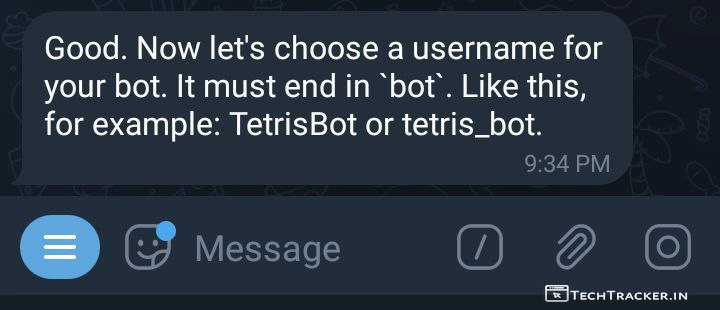 Good. Now let's choose a username for
your bot. It must end in `bot`. Like this,
for example: TetrisBot or tetris_bot.
9:34 PM
Message
TECHTRACKER.IN